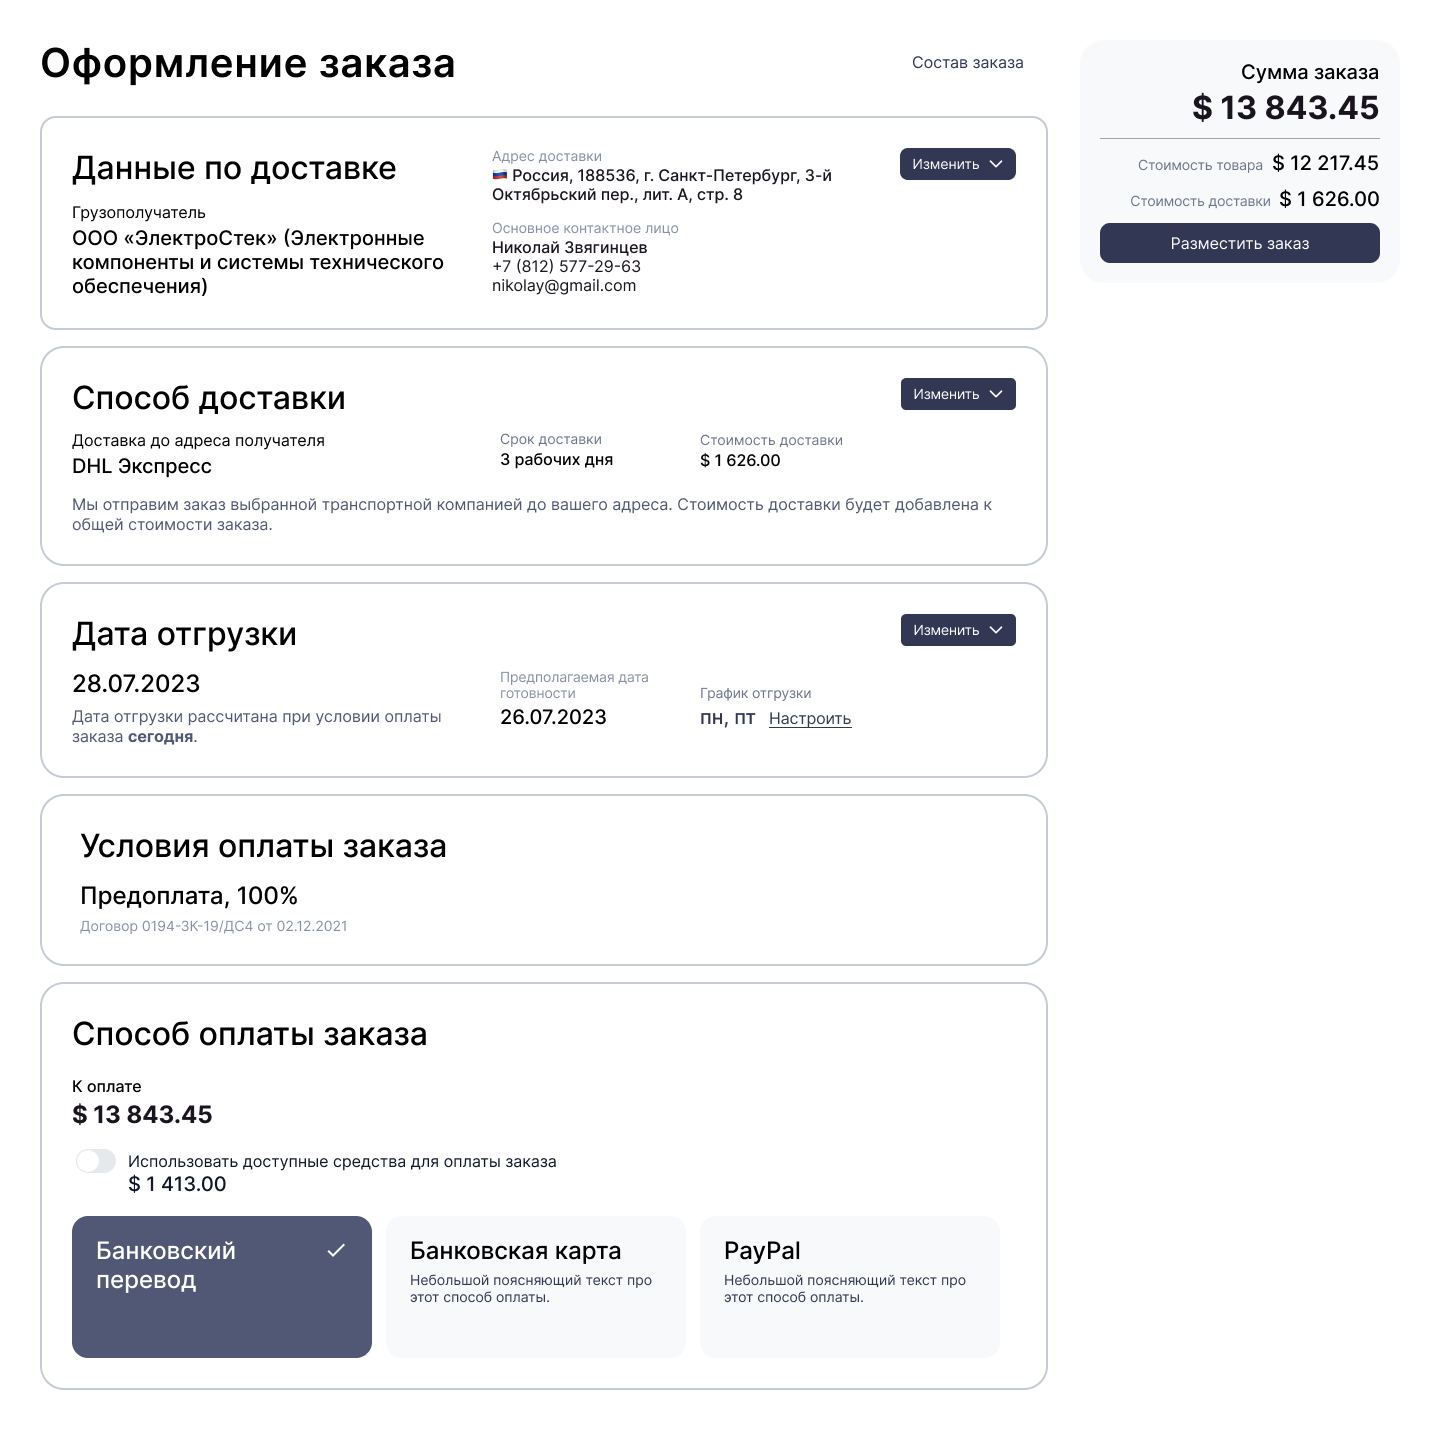 Оформление заказа
Состав заказа
Данные по доставке
Грузополучатель
ООО «ЭлектроСтек» (Электронные
компоненты и системы технического
обеспечения)
Адрес доставки
Россия, 188536, г. Санкт-Петербург, 3-й
Октябрьский пер., лит. А, стр. 8
Основное контактное лицо
Николай Звягинцев
+7 (812) 577-29-63
nikolay@gmail.com
Изменить
Способ доставки
Изменить
Доставка до адреса получателя
DHL Экспресс
Срок доставки
3 рабочих дня
Стоимость доставки
$ 1 626.00
Мы отправим заказ выбранной транспортной компанией до вашего адреса. Стоимость доставки будет добавлена к
общей стоимости заказа.
Дата отгрузки
Изменить
28.07.2023
Дата отгрузки рассчитана при условии оплаты
заказа сегодня.
Предполагаемая дата
готовности
26.07.2023
График отгрузки
ПН, ПТ Настроить
Условия оплаты заказа
Предоплата, 100%
Договор 0194-ЗК-19/ДС4 от 02.12.2021
Способ оплаты заказа
К оплате
$ 13 843.45
Использовать доступные средства для оплаты заказа
$ 1 413.00
Банковский
перевод
Банковская карта
Небольшой поясняющий текст про
этот способ оплаты.
PayPal
Небольшой поясняющий текст про
этот способ оплаты.
Сумма заказа
$ 13 843.45
Стоимость товара $ 12 217.45
Стоимость доставки $ 1 626.00
Разместить заказ